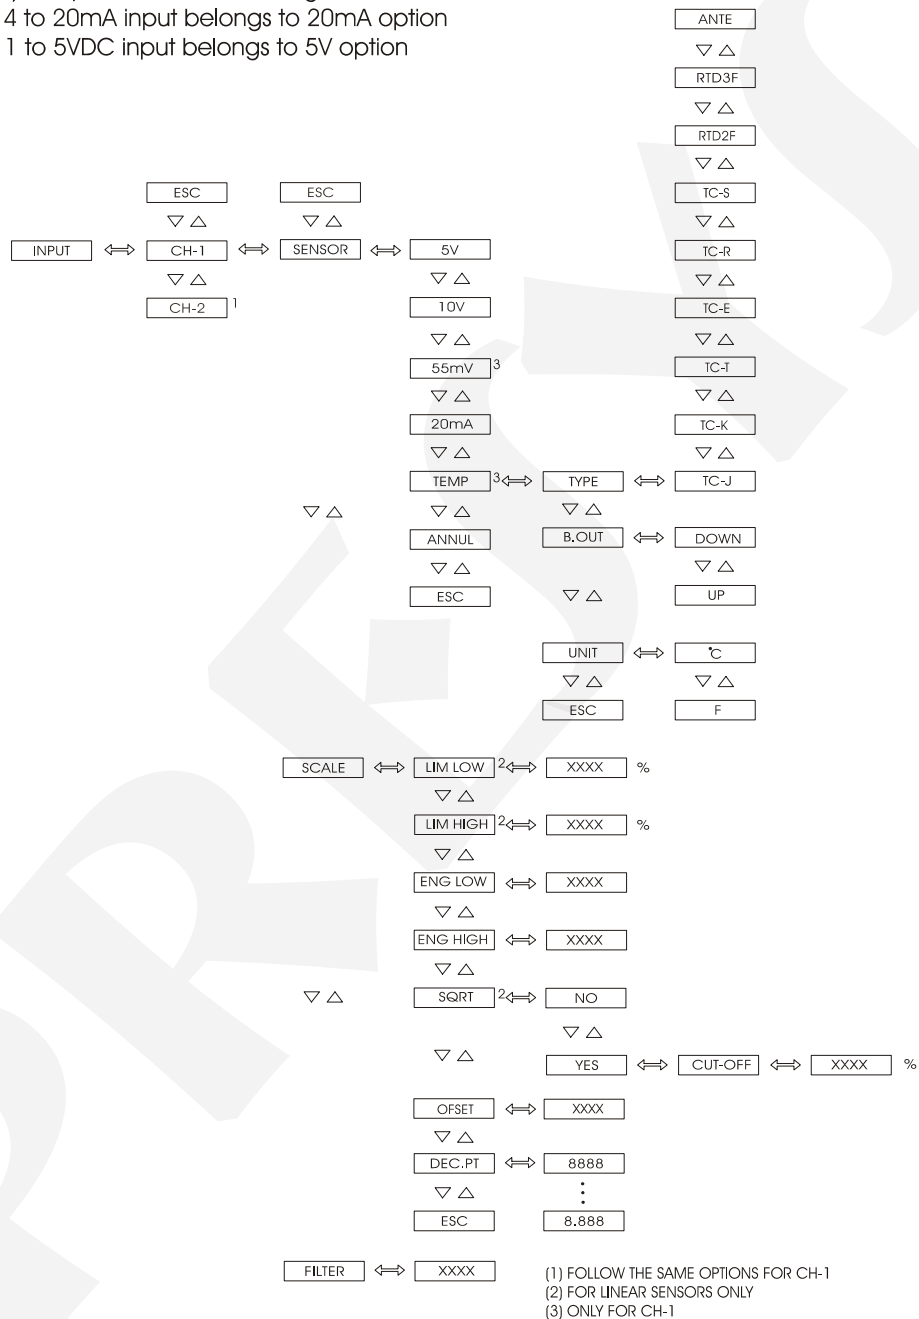 4 to 20mA input belongs to 20mA option
1 to 5VDC input belongs to 5V option
ANTE
RTD3F
RTD2F
ESC ESC TC-S
INPUT CH-1 SENSOR 5V TC-R
CH-2 1 10V TC-E
55mV 3 TC-T
20mA TC-K
TEMP 3 TYPE TC-J
ANNUL B.OUT DOWN
ESC UP
UNIT °C
ESC F
SCALE LIM LOW 2 XXXX %
LIM HIGH 2 XXXX %
ENG LOW XXXX
ENG HIGH XXXX
SQRT 2 NO
YES CUT-OFF XXXX %
OFSET XXXX
DEC.PT 8888
ESC 8.888
FILTER XXXX
(1) FOLLOW THE SAME OPTIONS FOR CH-1
(2) FOR LINEAR SENSORS ONLY
(3) ONLY FOR CH-1
PRESYS